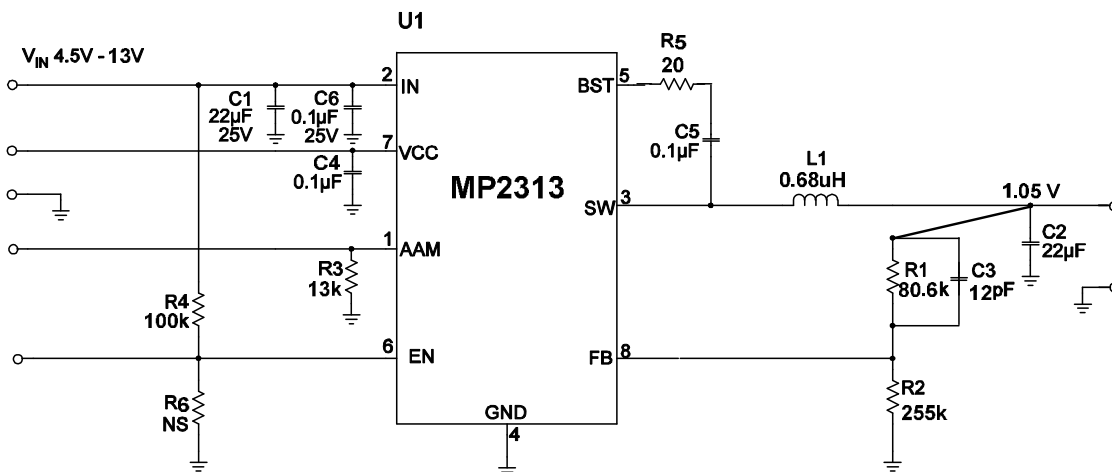 U1
V_IN 4.5V - 13V
2
IN
C1
22µF
25V
C6
0.1µF
25V
7
VCC
C4
0.1µF
1
AAM
R3
13k
R4
100k
6
EN
R6
NS
MP2313
GND
4
BST
5
R5
20
C5
0.1µF
SW
3
L1
0.68uH
1.05 V
C2
22µF
R1
80.6k
C3
12pF
FB
8
R2
255k